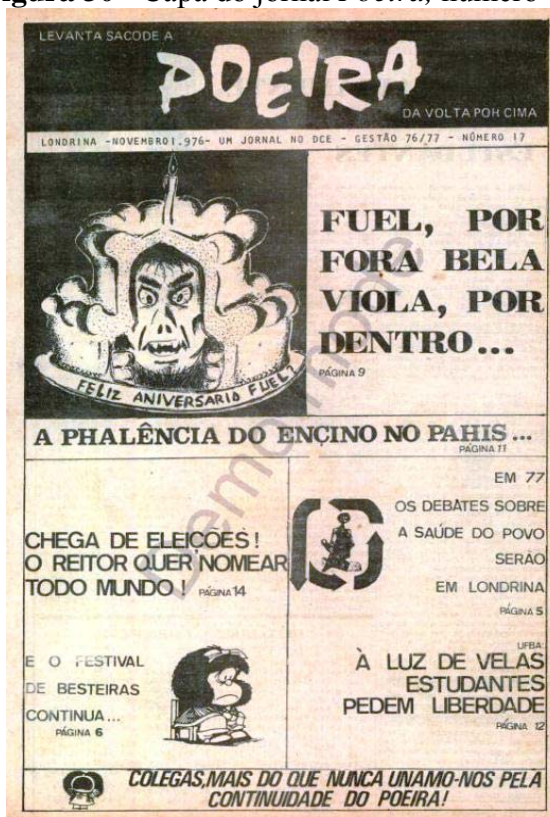 LEVANTA SACODE A
POEIRA
DA VOLTA POR CIMA
LONDRINA -NOVEMBRO1.976- UM JORNAL NO DCE - GESTÃO 76/77 - NÚMERO 17
FUEL, POR
FORA BELA
VIOLA, POR
DENTRO...
PÁGINA 9
FELIZ ANIVERSARIO FUEL!
A PHALÊNCIA DO ENÇINO NO PAHIS...
PÁGINA 11
CHEGA DE ELEIÇÕES!
O REITOR QUER NOMEAR
TODO MUNDO! PÁGINA 14
EM 77
OS DEBATES SOBRE
A SAÚDE DO POVO
SERÃO
EM LONDRINA
PÁGINA 5
E O FESTIVAL
DE BESTEIRAS
CONTINUA...
PÁGINA 6
UFBA:
À LUZ DE VELAS
ESTUDANTES
PEDEM LIBERDADE
PÁGINA 12
COLEGAS,MAIS DO QUE NUNCA UNAMO-NOS PELA
CONTINUIDADE DO POEIRA!